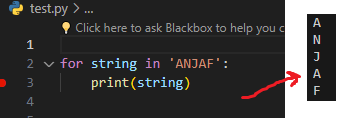 test.py > ...
Click here to ask Blackbox to help you c
1
2 for string in 'ANJAF':
3 print(string)
4
A
N
J
A
F